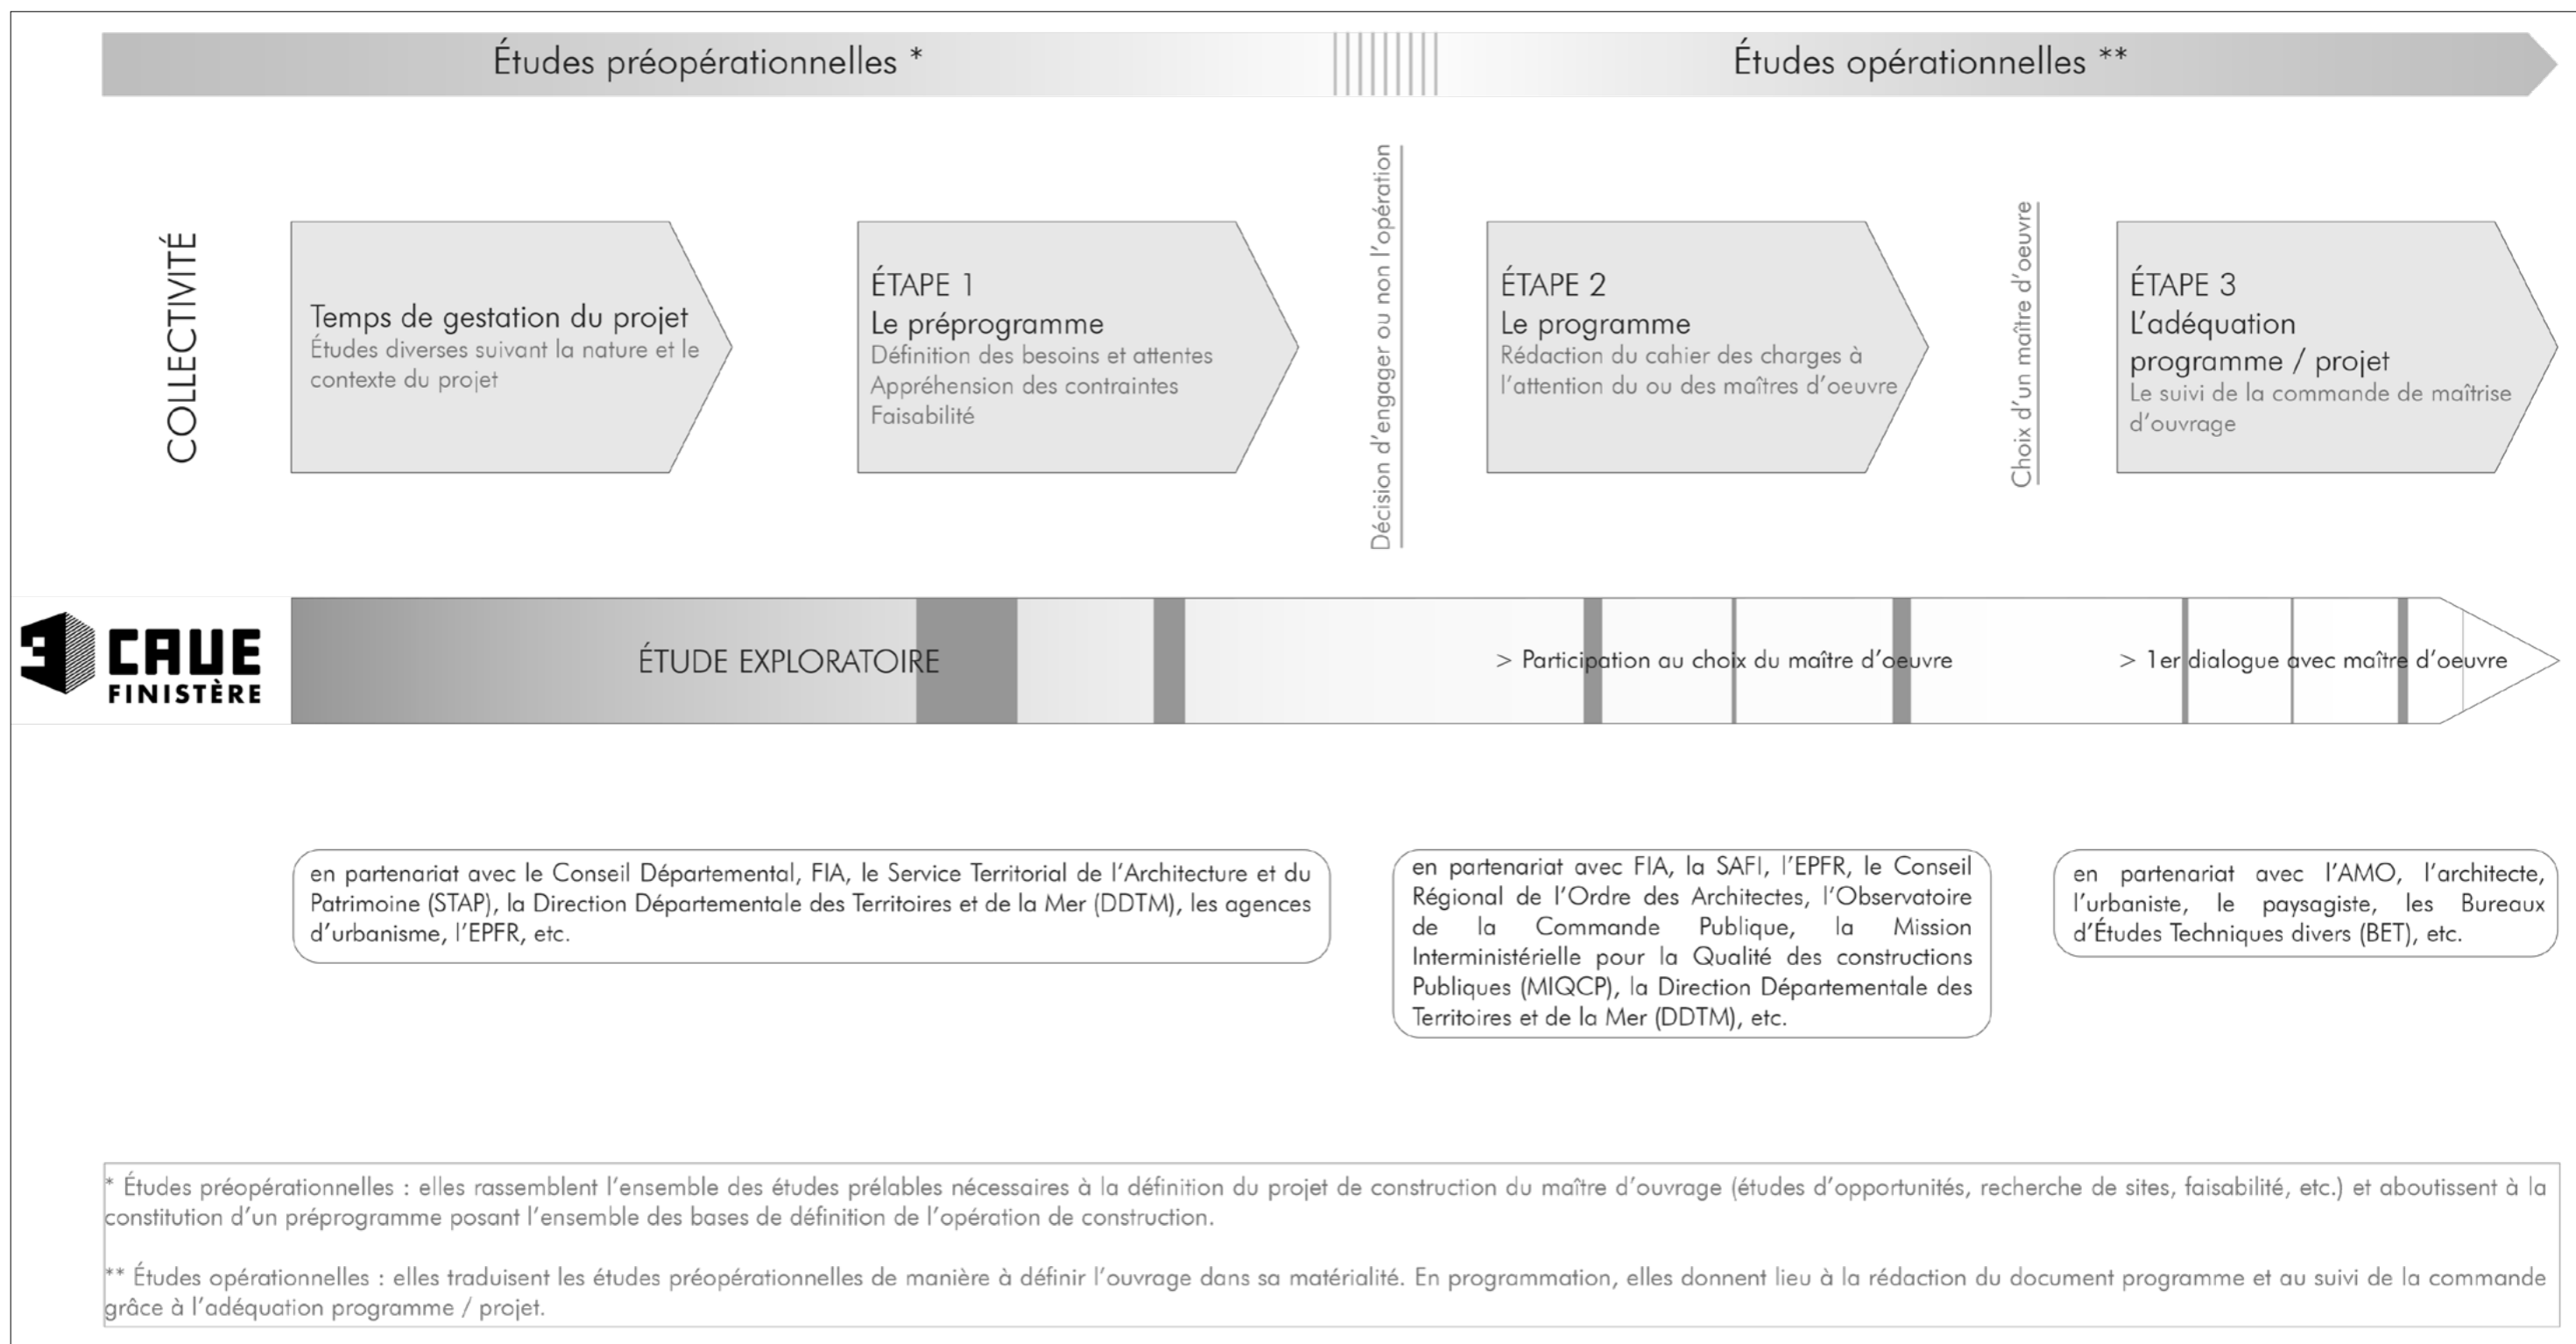 Études préopérationnelles *
Études opérationnelles **
COLLECTIVITÉ
Temps de gestation du projet
Études diverses suivant la nature et le
contexte du projet
ÉTAPE 1
Le préprogramme
Définition des besoins et attentes
Appréhension des contraintes
Faisabilité
Décision d'engager ou non l'opération
ÉTAPE 2
Le programme
Rédaction du cahier des charges à
l'attention du ou des maîtres d'oeuvre
Choix d'un maître d'oeuvre
ÉTAPE 3
L'adéquation
programme / projet
Le suivi de la commande de maîtrise
d'ouvrage
CAUE
FINISTÈRE
ÉTUDE EXPLORATOIRE
> Participation au choix du maître d'oeuvre
> 1er dialogue avec maître d'oeuvre
en partenariat avec le Conseil Départemental, FIA, le Service Territorial de l'Architecture et du
Patrimoine (STAP), la Direction Départementale des Territoires et de la Mer (DDTM), les agences
d'urbanisme, l'EPFR, etc.
en partenariat avec FIA, la SAFI, l'EPFR, le Conseil
Régional de l'Ordre des Architectes, l'Observatoire
de la Commande Publique, la Mission
Interministérielle pour la Qualité des constructions
Publiques (MIQCP), la Direction Départementale des
Territoires et de la Mer (DDTM), etc.
en partenariat avec l'AMO, l'architecte,
l'urbaniste, le paysagiste, les Bureaux
d'Études Techniques divers (BET), etc.
* Études préopérationnelles : elles rassemblent l'ensemble des études prélables nécessaires à la définition du projet de construction du maître d'ouvrage (études d'opportunités, recherche de sites, faisabilité, etc.) et aboutissent à la
constitution d'un préprogramme posant l'ensemble des bases de définition de l'opération de construction.
** Études opérationnelles : elles traduisent les études préopérationnelles de manière à définir l'ouvrage dans sa matérialité. En programmation, elles donnent lieu à la rédaction du document programme et au suivi de la commande
grâce à l'adéquation programme / projet.